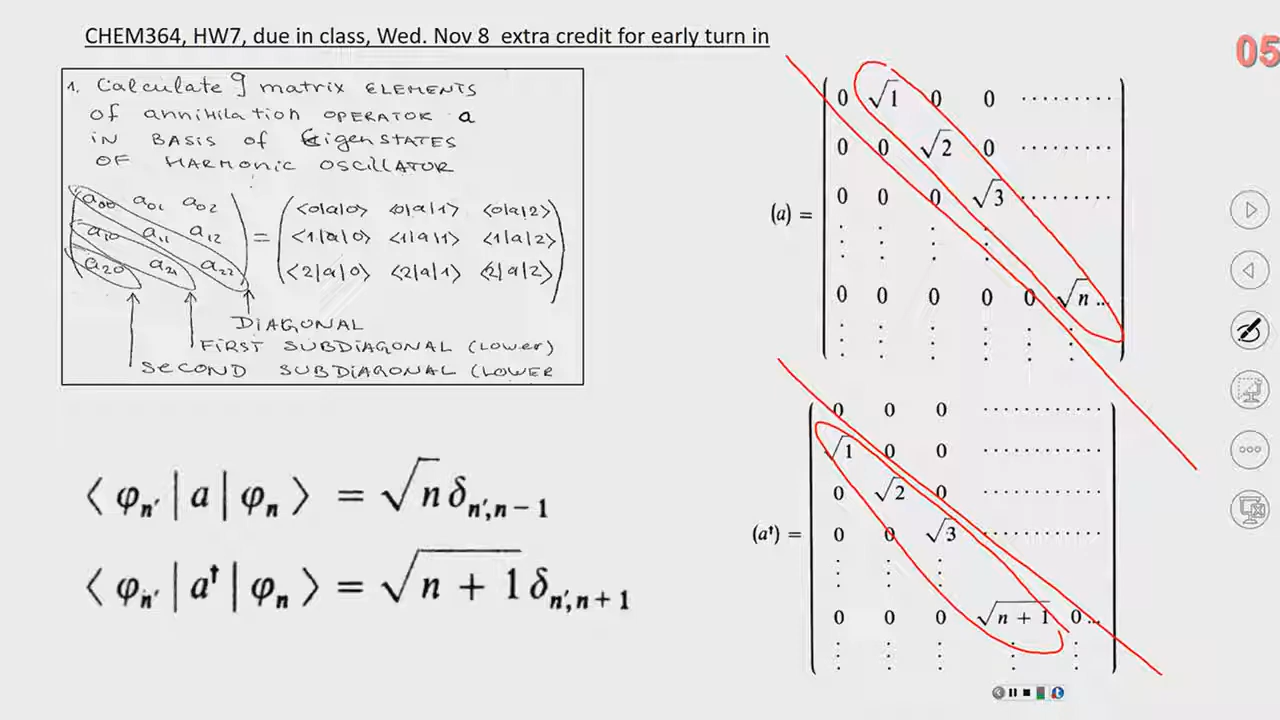 CHEM364, HW7, due in class, Wed. Nov 8 extra credit for early turn in
05
1. Calculate 9 matrix ELEMENTS
of annihilation OPERATOR a
in BASIS of EigenSTATES
OF HARMONIC OSCILLATOR
a₀₀ a₀₁ a₀₂ = ⟨0|a|0⟩ ⟨0|a|1⟩ ⟨0|a|2⟩
a₁₀ a₁₁ a₁₂ ⟨1|a|0⟩ ⟨1|a|1⟩ ⟨1|a|2⟩
a₂₀ a₂₁ a₂₂ ⟨2|a|0⟩ ⟨2|a|1⟩ ⟨2|a|2⟩
DIAGONAL
FIRST SUBDIAGONAL (LOWER)
SECOND SUBDIAGONAL (LOWER
⟨ φₙ′ | a | φₙ ⟩ = √n δₙ′,ₙ₋₁
⟨ φₙ′ | a† | φₙ ⟩ = √(n + 1) δₙ′,ₙ₊₁
0 √1 0 0 ·········
0 0 √2 0 ·········
0 0 0 √3 ·········
(a) =
0 0 0 0 0 √n ...
0 0 0 ·········
√1 0 0 ·········
0 √2 0 ·········
(a†) = 0 0 √3 ·········
0 0 0 √(n + 1) 0 ...